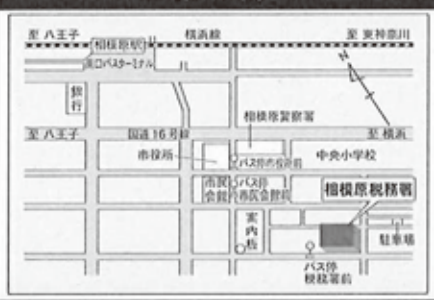 至 八王子
横浜線
至 東神奈川
相模原駅
南口バスターミナル
N
銀行
相模原警察署
至 八王子
国道16号線
至 横浜
市役所
バス停市役所前
中央小学校
市民会館
バス停
市民会館前
相模原税務署
案内板
駐車場
バス停
税務署前